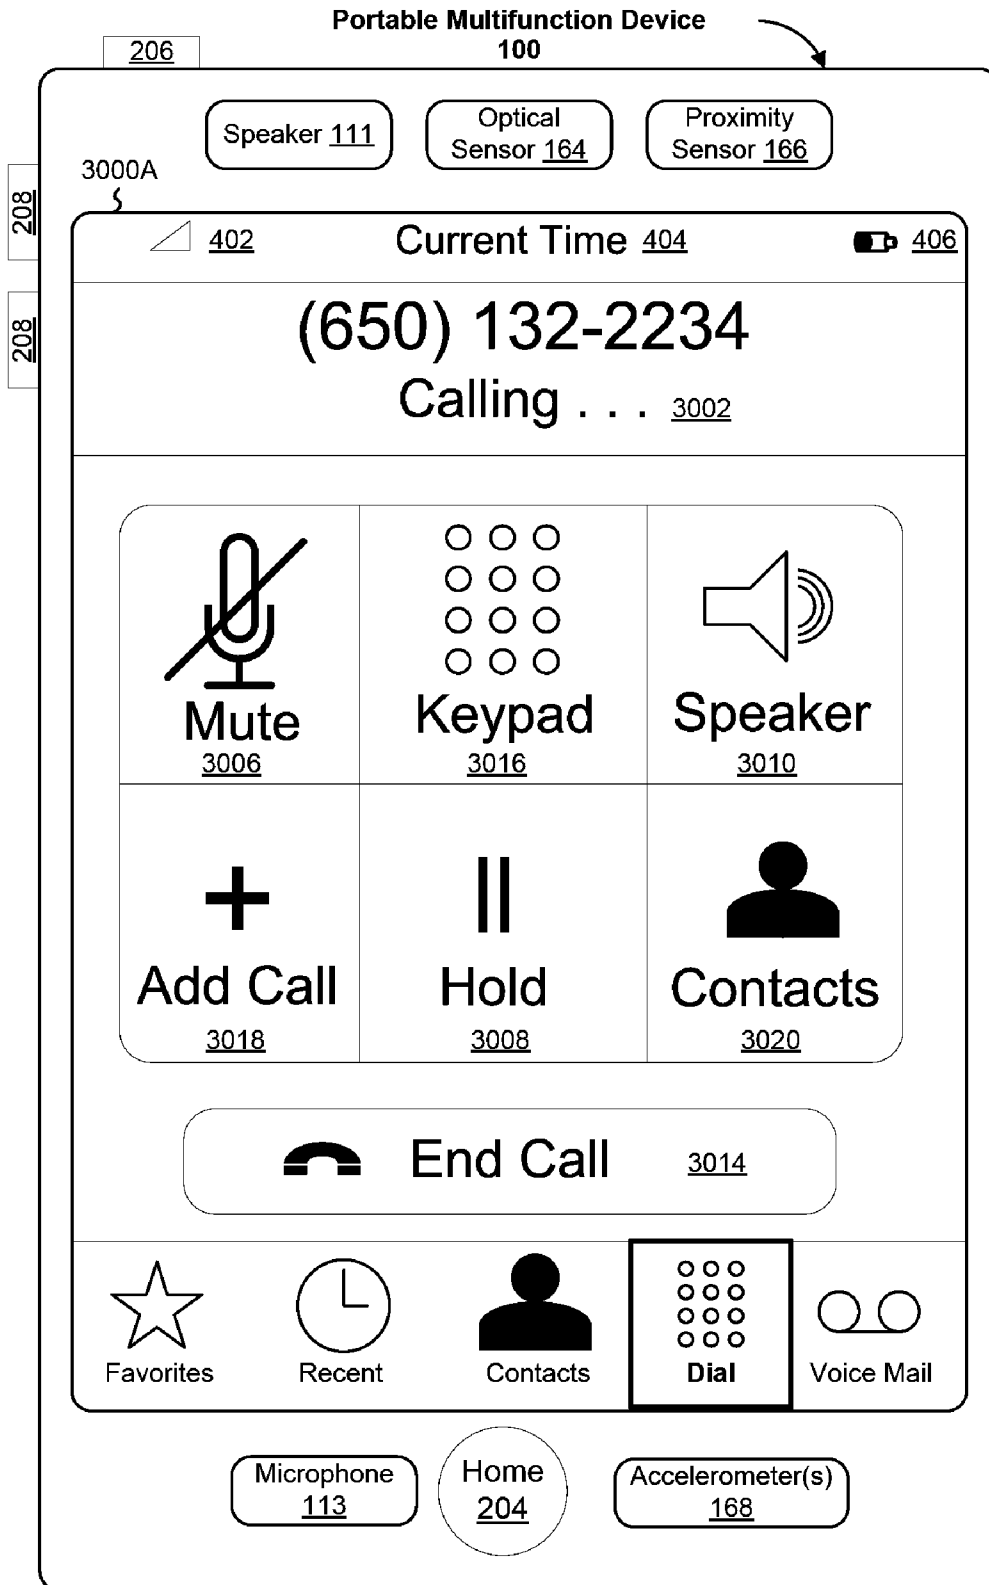 Portable Multifunction Device
100
206
Speaker 111
Optical
Sensor 164
Proximity
Sensor 166
3000A
208
208
402
Current Time 404
406
(650) 132-2234
Calling . . . 3002
Mute
3006
Keypad
3016
Speaker
3010
Add Call
3018
Hold
3008
Contacts
3020
End Call 3014
Favorites
Recent
Contacts
Dial
Voice Mail
Microphone
113
Home
204
Accelerometer(s)
168